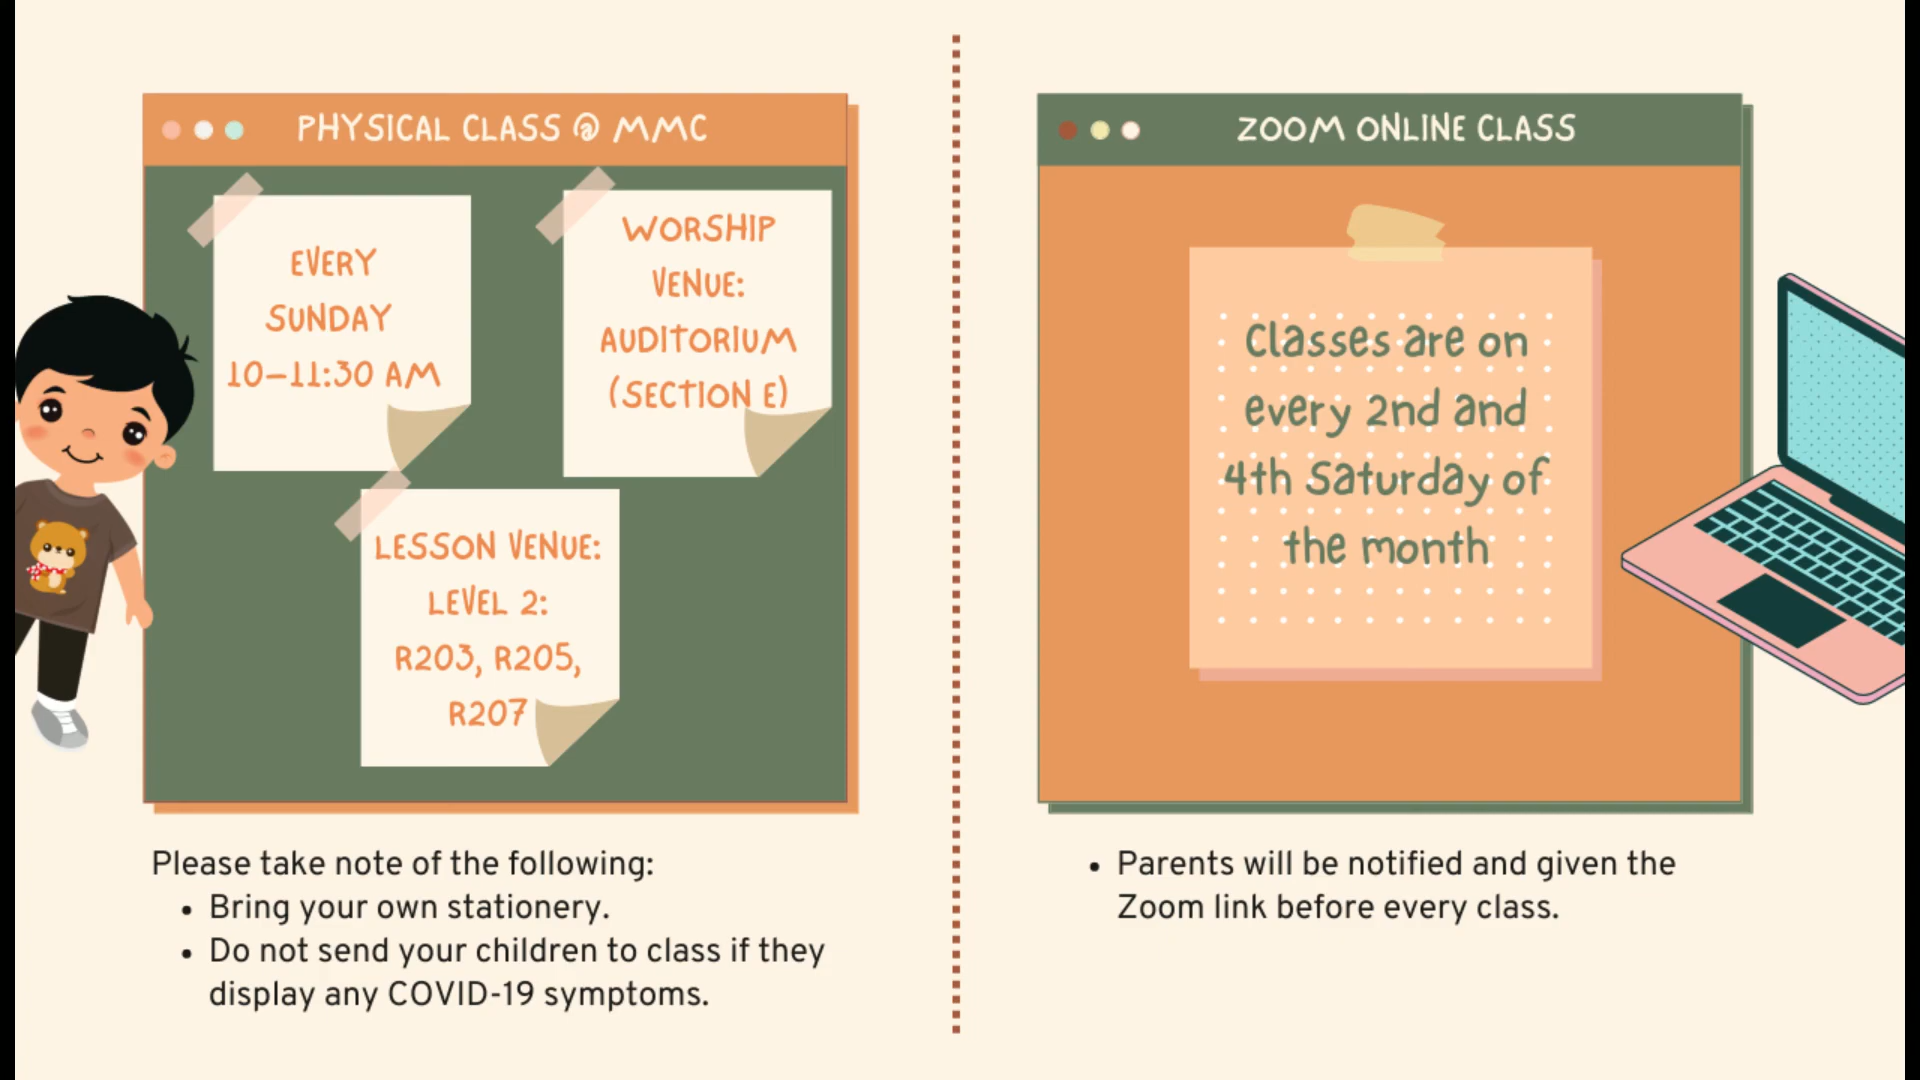 PHYSICAL CLASS @ MMC
EVERY
SUNDAY
10-11:30 AM
WORSHIP
VENUE:
AUDITORIUM
(SECTION E)
LESSON VENUE:
LEVEL 2:
R203, R205,
R207
Please take note of the following:
• Bring your own stationery.
• Do not send your children to class if they
display any COVID-19 symptoms.
ZOOM ONLINE CLASS
Classes are on
every 2nd and
4th Saturday of
the month
• Parents will be notified and given the
Zoom link before every class.